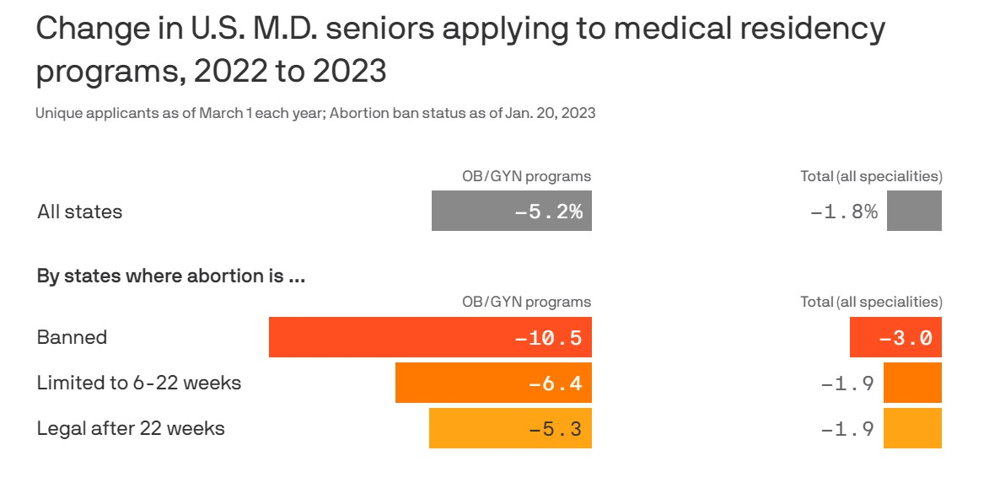 Change in U.S. M.D. seniors applying to medical residency
programs, 2022 to 2023
Unique applicants as of March 1 each year; Abortion ban status as of Jan. 20, 2023
OB/GYN programs Total (all specialities)
All states -5.2% -1.8%
By states where abortion is ...
OB/GYN programs Total (all specialities)
Banned -10.5 -3.0
Limited to 6-22 weeks -6.4 -1.9
Legal after 22 weeks -5.3 -1.9